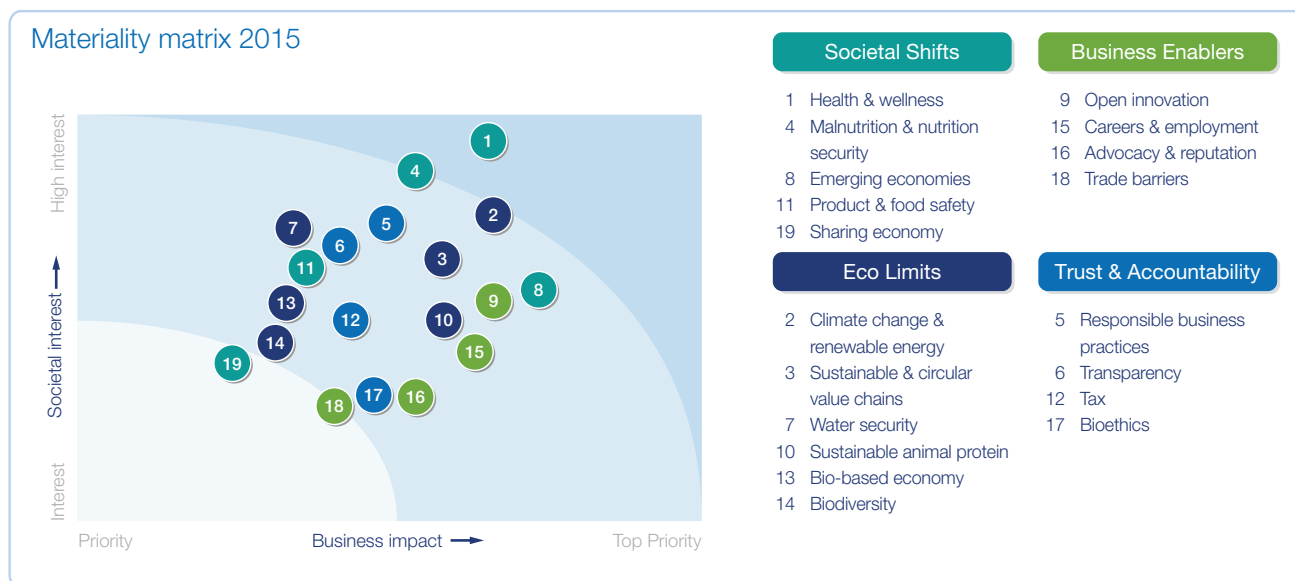 Materiality matrix 2015
High interest
Societal interest
Interest
1
4
2
5
7
6
3
11
8
13
9
12
10
14
15
19
17
16
18
Priority
Business impact
Top Priority
Societal Shifts
1 Health & wellness
4 Malnutrition & nutrition
security
8 Emerging economies
11 Product & food safety
19 Sharing economy
Business Enablers
9 Open innovation
15 Careers & employment
16 Advocacy & reputation
18 Trade barriers
Eco Limits
2 Climate change &
renewable energy
3 Sustainable & circular
value chains
7 Water security
10 Sustainable animal protein
13 Bio-based economy
14 Biodiversity
Trust & Accountability
5 Responsible business
practices
6 Transparency
12 Tax
17 Bioethics